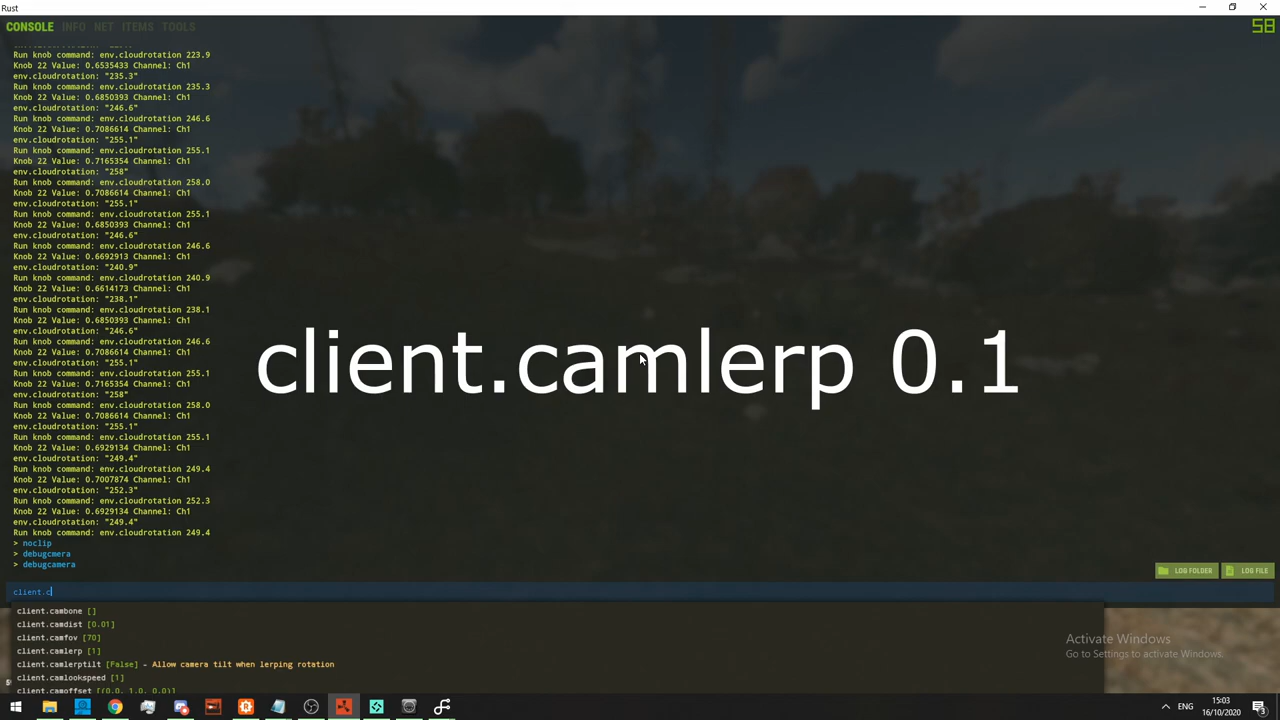 Rust
CONSOLE INFO NET ITEMS TOOLS
58
Run knob command: env.cloudrotation 223.9
Knob 22 Value: 0.6535433 Channel: Ch1
env.cloudrotation: "235.3"
Run knob command: env.cloudrotation 235.3
Knob 22 Value: 0.6850393 Channel: Ch1
env.cloudrotation: "246.6"
Run knob command: env.cloudrotation 246.6
Knob 22 Value: 0.7086614 Channel: Ch1
env.cloudrotation: "255.1"
Run knob command: env.cloudrotation 255.1
Knob 22 Value: 0.7165354 Channel: Ch1
env.cloudrotation: "258"
Run knob command: env.cloudrotation 258.0
Knob 22 Value: 0.7086614 Channel: Ch1
env.cloudrotation: "255.1"
Run knob command: env.cloudrotation 255.1
Knob 22 Value: 0.6850393 Channel: Ch1
env.cloudrotation: "246.6"
Run knob command: env.cloudrotation 246.6
Knob 22 Value: 0.6692913 Channel: Ch1
env.cloudrotation: "240.9"
Run knob command: env.cloudrotation 240.9
Knob 22 Value: 0.6614173 Channel: Ch1
env.cloudrotation: "238.1"
Run knob command: env.cloudrotation 238.1
Knob 22 Value: 0.6850393 Channel: Ch1
env.cloudrotation: "246.6"
Run knob command: env.cloudrotation 246.6
Knob 22 Value: 0.7086614 Channel: Ch1
env.cloudrotation: "255.1"
Run knob command: env.cloudrotation 255.1
Knob 22 Value: 0.7165354 Channel: Ch1
env.cloudrotation: "258"
Run knob command: env.cloudrotation 258.0
Knob 22 Value: 0.7086614 Channel: Ch1
env.cloudrotation: "255.1"
Run knob command: env.cloudrotation 255.1
Knob 22 Value: 0.6929134 Channel: Ch1
env.cloudrotation: "249.4"
Run knob command: env.cloudrotation 249.4
Knob 22 Value: 0.7007874 Channel: Ch1
env.cloudrotation: "252.3"
Run knob command: env.cloudrotation 252.3
Knob 22 Value: 0.6929134 Channel: Ch1
env.cloudrotation: "249.4"
Run knob command: env.cloudrotation 249.4
> noclip
> debugcmera
> debugcamera
client.camlerp 0.1
LOG FOLDER LOG FILE
client.c
client.cambone []
client.camdist [0.01]
client.camfov [70]
client.camlerp [1]
client.camlerptilt [False] - Allow camera tilt when lerping rotation
client.camlookspeed [1]
client.camoffset [(0.0, 1.0, 0.0)]
Activate Windows
Go to Settings to activate Windows.
ENG
15:03
16/10/2020
3